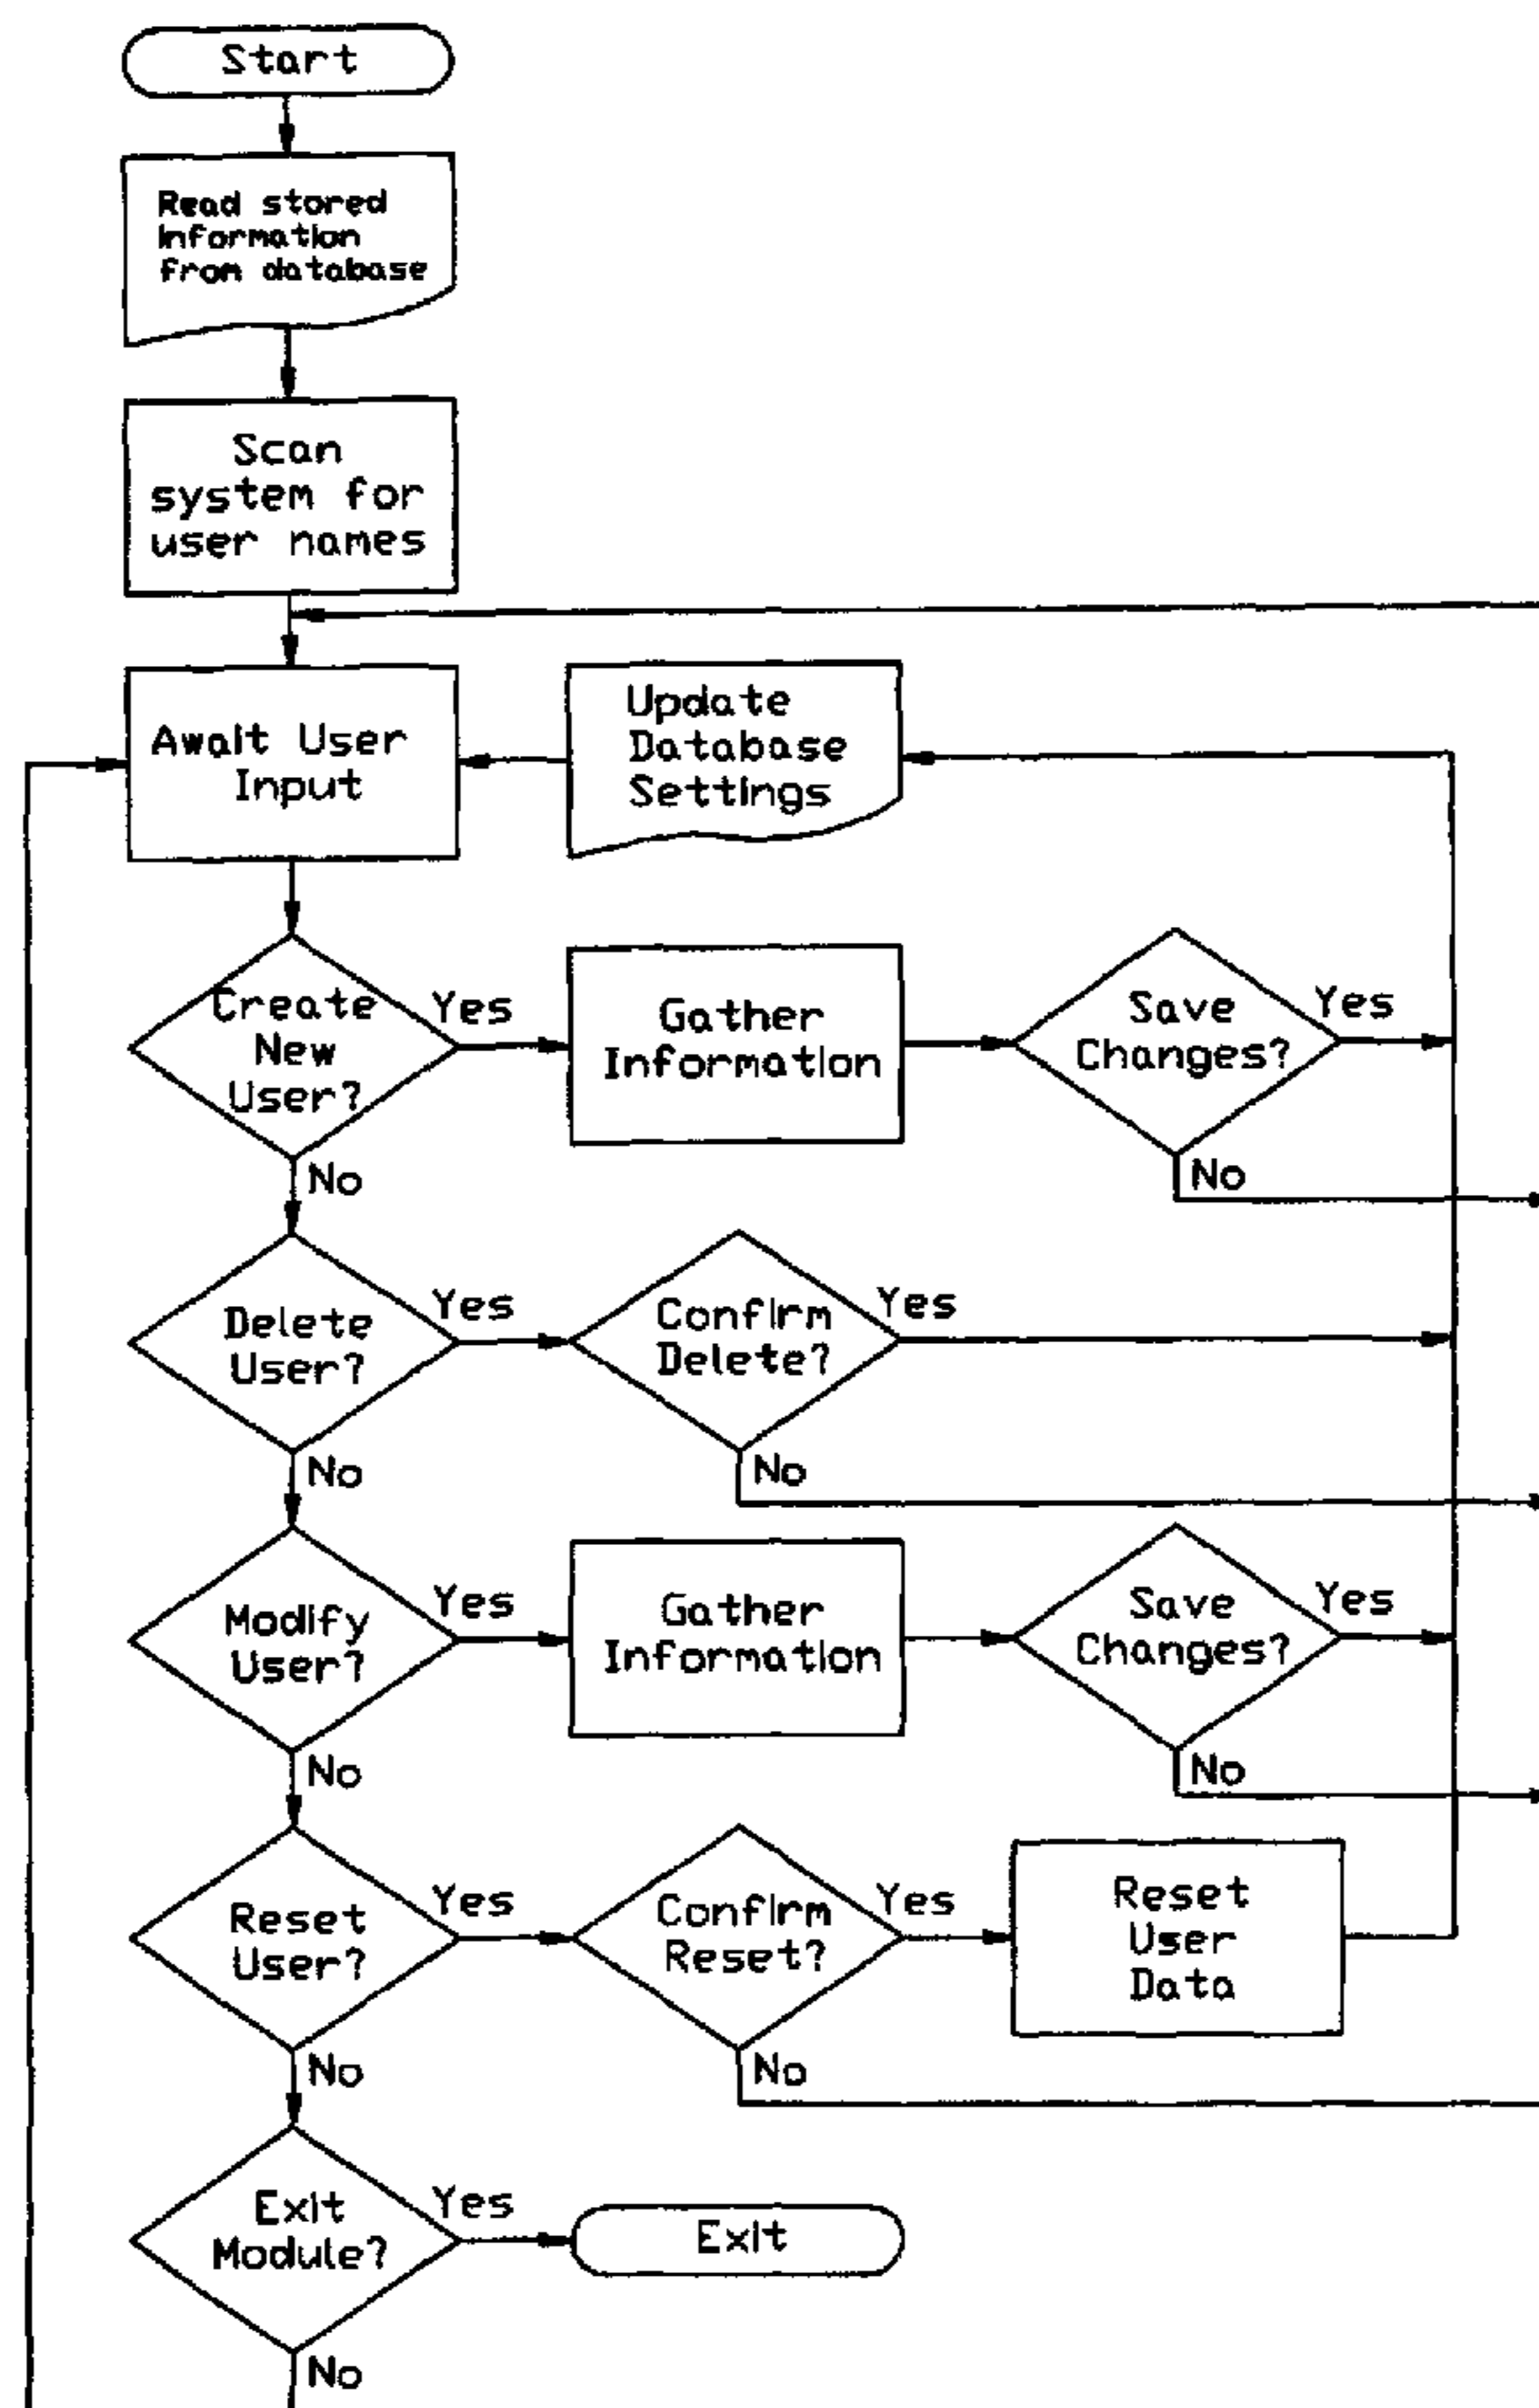 Start
Read stored
information
from database
Scan
system for
user names
Await User
Input
Update
Database
Settings
Create
New
User?
Yes
Gather
Information
Save
Changes?
Yes
No
No
Delete
User?
Yes
Confirm
Delete?
Yes
No
No
Modify
User?
Yes
Gather
Information
Save
Changes?
Yes
No
No
Reset
User?
Yes
Confirm
Reset?
Yes
Reset
User
Data
No
No
Exit
Module?
Yes
Exit
No